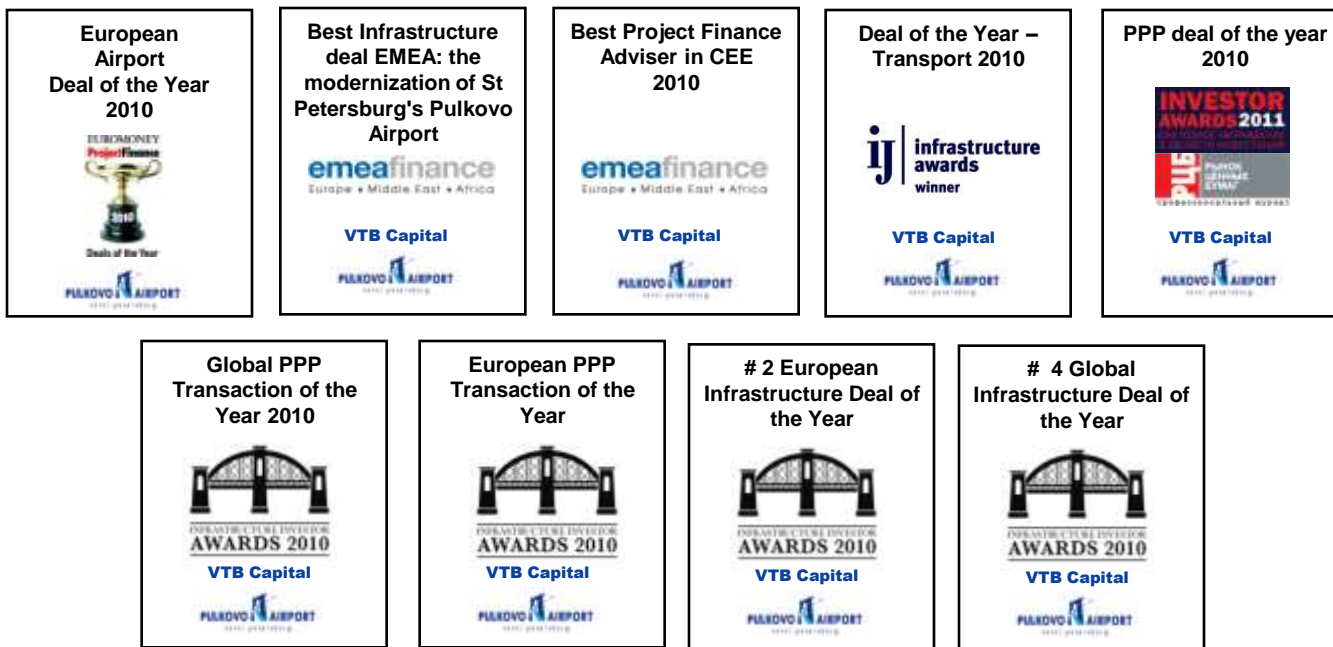 European
Airport
Deal of the Year
2010
EUROMONEY
ProjectFinance
2010
Deals of the Year
PULKOVO AIRPORT
Best Infrastructure
deal EMEA: the
modernization of St
Petersburg's Pulkovo
Airport
emeafinance
Europe • Middle East • Africa
VTB Capital
PULKOVO AIRPORT
Best Project Finance
Adviser in CEE
2010
emeafinance
Europe • Middle East • Africa
VTB Capital
PULKOVO AIRPORT
Deal of the Year –
Transport 2010
ij infrastructure
awards
winner
VTB Capital
PULKOVO AIRPORT
PPP deal of the year
2010
INVESTOR
AWARDS2011
РЦБ
РЫНОК
ЦЕННЫХ
БУМАГ
профессиональный журнал
VTB Capital
PULKOVO AIRPORT
Global PPP
Transaction of the
Year 2010
INFRASTRUCTURE INVESTOR
AWARDS 2010
VTB Capital
PULKOVO AIRPORT
European PPP
Transaction of the
Year
INFRASTRUCTURE INVESTOR
AWARDS 2010
VTB Capital
PULKOVO AIRPORT
# 2 European
Infrastructure Deal of
the Year
INFRASTRUCTURE INVESTOR
AWARDS 2010
VTB Capital
PULKOVO AIRPORT
# 4 Global
Infrastructure Deal of
the Year
INFRASTRUCTURE INVESTOR
AWARDS 2010
VTB Capital
PULKOVO AIRPORT